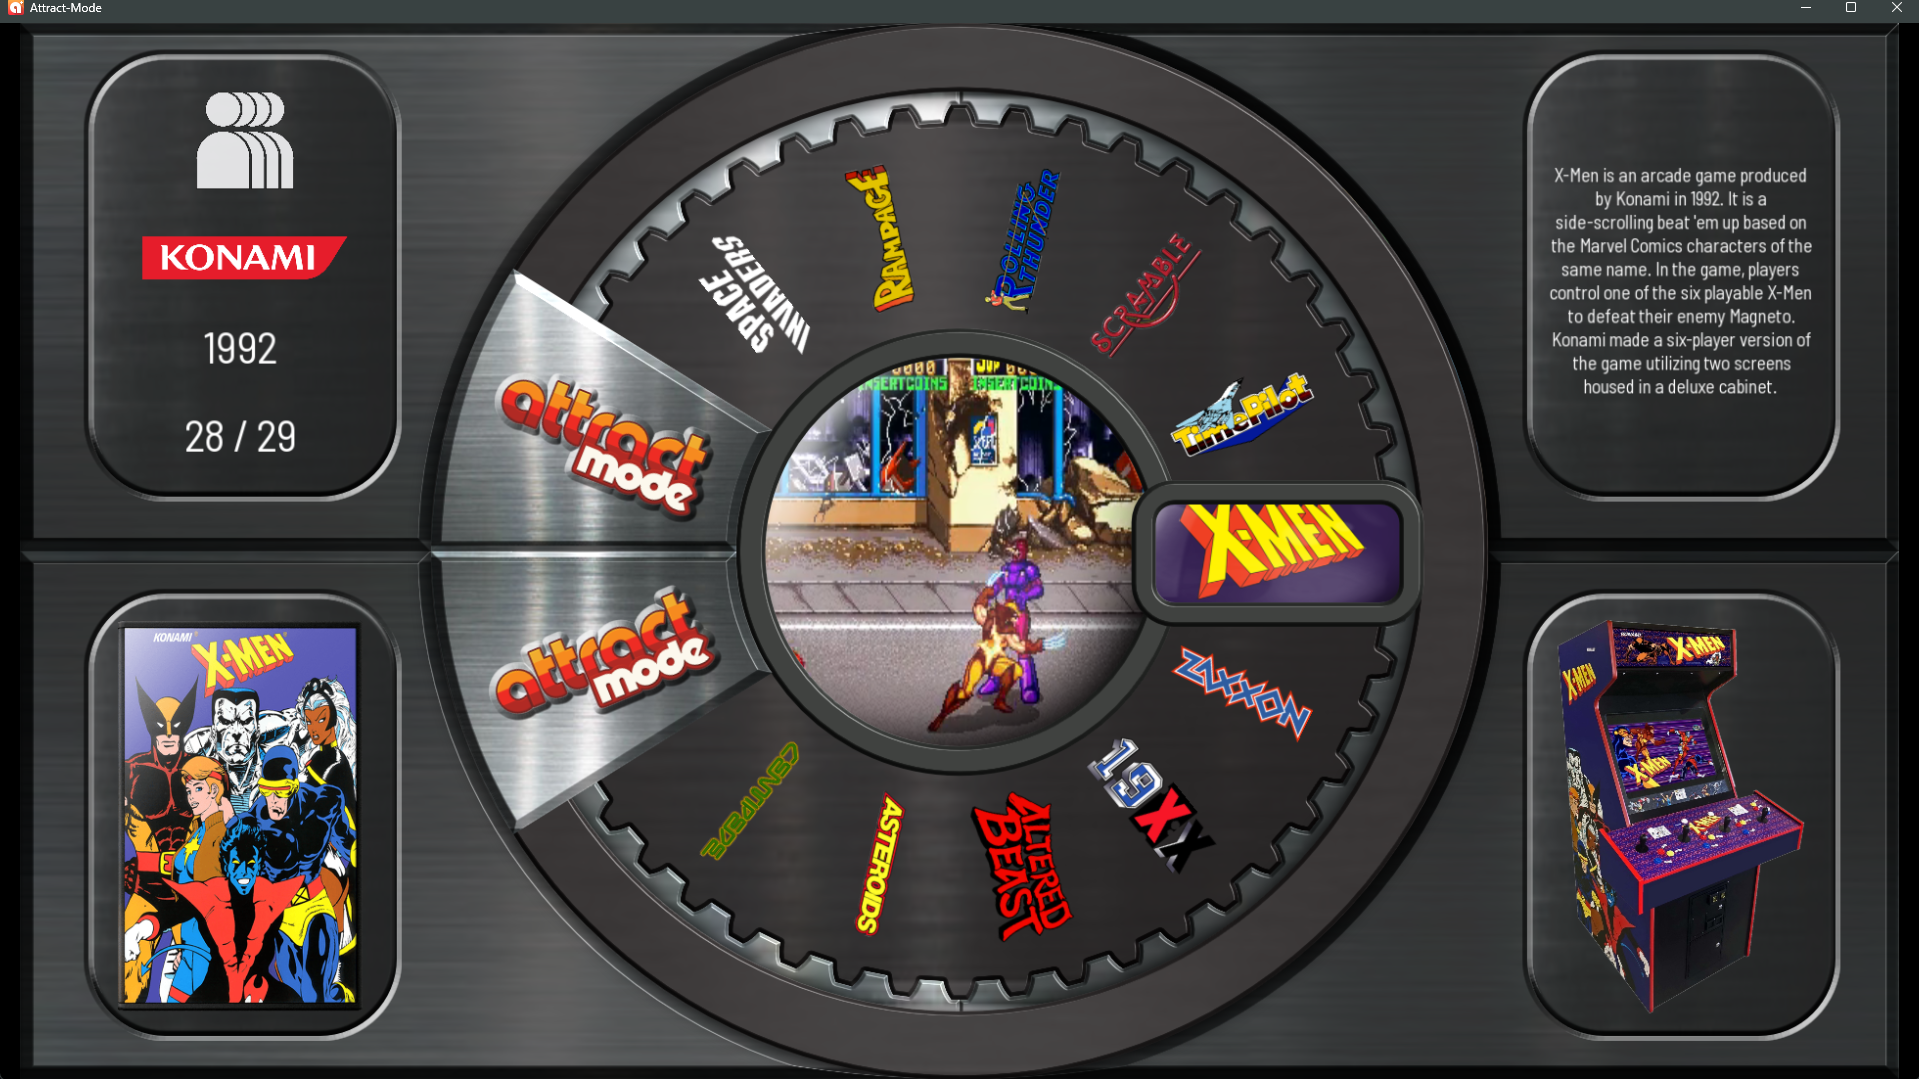 Attract-Mode
KONAMI
1992
28 / 29
X-Men is an arcade game produced
by Konami in 1992. It is a
side-scrolling beat 'em up based on
the Marvel Comics characters of the
same name. In the game, players
control one of the six playable X-Men
to defeat their enemy Magneto.
Konami made a six-player version of
the game utilizing two screens
housed in a deluxe cabinet.
attract
mode
attract
mode
SPACE
INVADERS
RAMPAGE
ROLLING
THUNDER
SCRAMBLE
Time Pilot
X-MEN
ZAXXON
19XX
ALTERED
BEAST
ASTEROIDS
CENTIPEDE
INSERT COINS
INSERT COIN
KONAMI
X-MEN
KONAMI
X-MEN
X-MEN
X-MEN